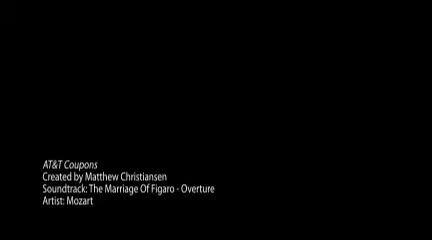 AT&T Coupons
Created by Matthew Christiansen
Soundtrack: The Marriage Of Figaro - Overture
Artist: Mozart